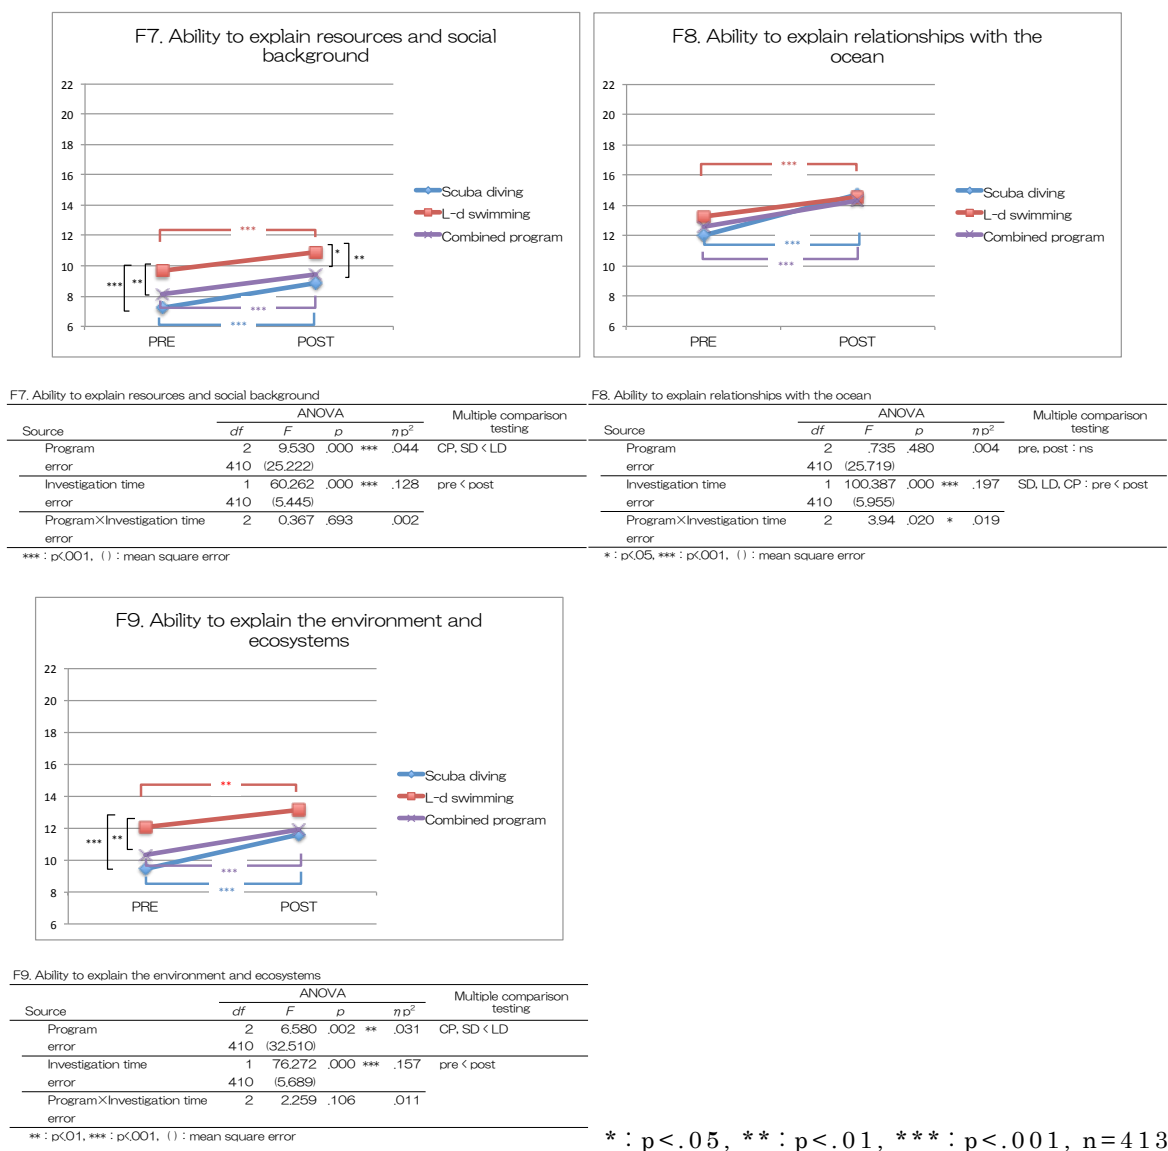 F7. Ability to explain resources and social
background
22
20
18
16
14
12
10
8
6
***
***
**
*
**
***
***
PRE
POST
Scuba diving
L-d swimming
Combined program
F8. Ability to explain relationships with the
ocean
22
20
18
16
14
12
10
8
6
***
***
***
PRE
POST
Scuba diving
L-d swimming
Combined program
F7. Ability to explain resources and social background
ANOVA Multiple comparison
Source df F p ηp² testing
Program 2 9.530 .000 *** .044 CP, SD < LD
error 410 (25.222)
Investigation time 1 60.262 .000 *** .128 pre < post
error 410 (5.445)
Program×Investigation time 2 0.367 .693 .002
error
***：p<.001, ()：mean square error
F8. Ability to explain relationships with the ocean
ANOVA Multiple comparison
Source df F p ηp² testing
Program 2 .735 .480 .004 pre, post：ns
error 410 (25.719)
Investigation time 1 100.387 .000 *** .197 SD, LD, CP：pre < post
error 410 (5.955)
Program×Investigation time 2 3.94 .020 * .019
error
*：p<.05, ***：p<.001, ()：mean square error
F9. Ability to explain the environment and
ecosystems
22
20
18
16
14
12
10
8
6
**
***
**
***
***
PRE
POST
Scuba diving
L-d swimming
Combined program
F9. Ability to explain the environment and ecosystems
ANOVA Multiple comparison
Source df F p ηp² testing
Program 2 6.580 .002 ** .031 CP, SD < LD
error 410 (32.510)
Investigation time 1 76.272 .000 *** .157 pre < post
error 410 (5.689)
Program×Investigation time 2 2.259 .106 .011
error
**：p<.01, ***：p<.001, ()：mean square error
*：p<.05, **：p<.01, ***：p<.001, n=413